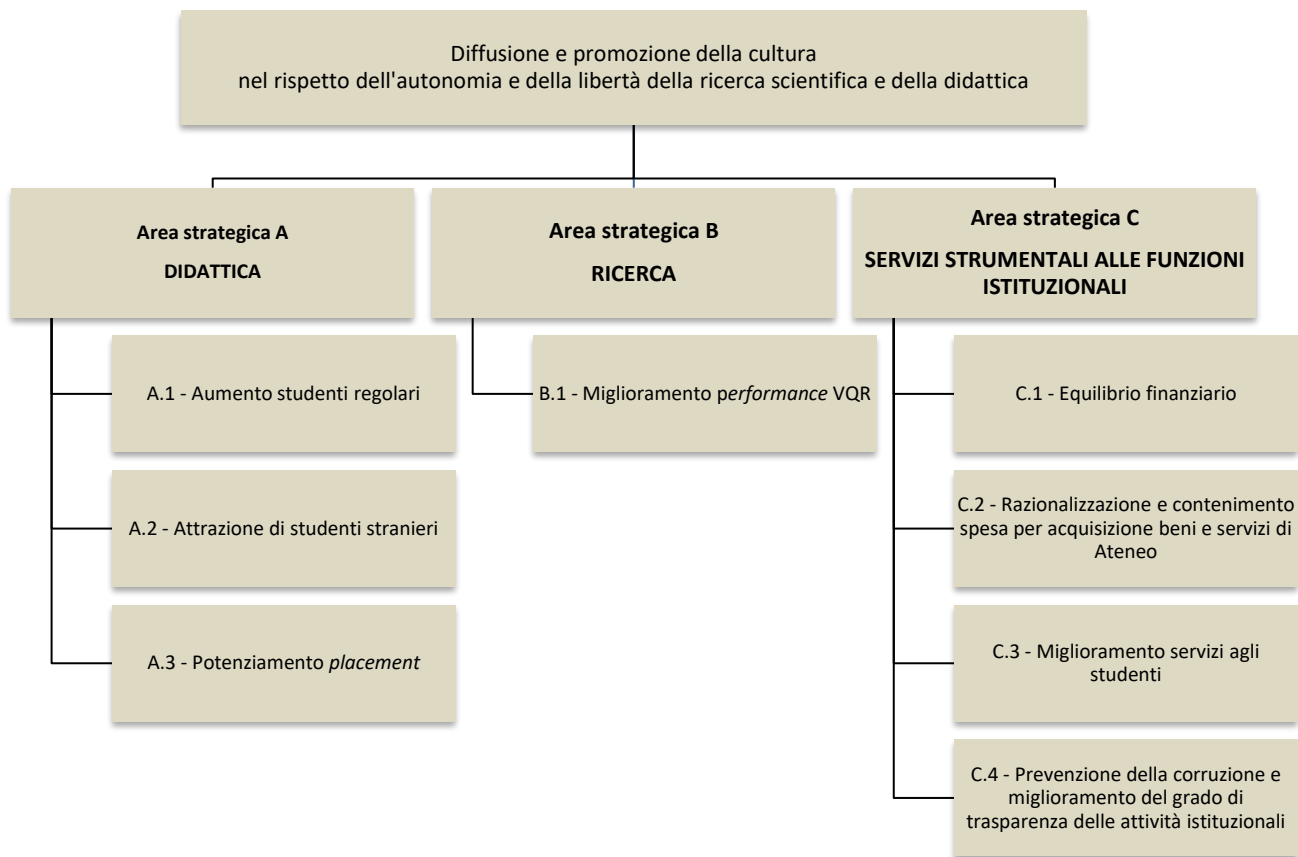 Diffusione e promozione della cultura
nel rispetto dell'autonomia e della libertà della ricerca scientifica e della didattica
Area strategica A
DIDATTICA
A.1 - Aumento studenti regolari
A.2 - Attrazione di studenti stranieri
A.3 - Potenziamento placement
Area strategica B
RICERCA
B.1 - Miglioramento performance VQR
Area strategica C
SERVIZI STRUMENTALI ALLE FUNZIONI
ISTITUZIONALI
C.1 - Equilibrio finanziario
C.2 - Razionalizzazione e contenimento
spesa per acquisizione beni e servizi di
Ateneo
C.3 - Miglioramento servizi agli
studenti
C.4 - Prevenzione della corruzione e
miglioramento del grado di
trasparenza delle attività istituzionali